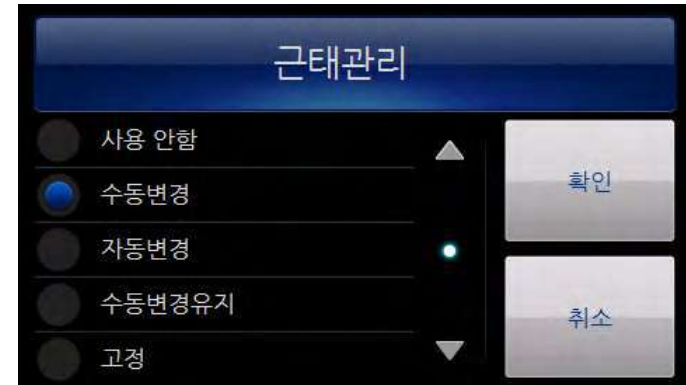 근태관리
사용 안함
수동변경
자동변경
수동변경유지
고정
확인
취소